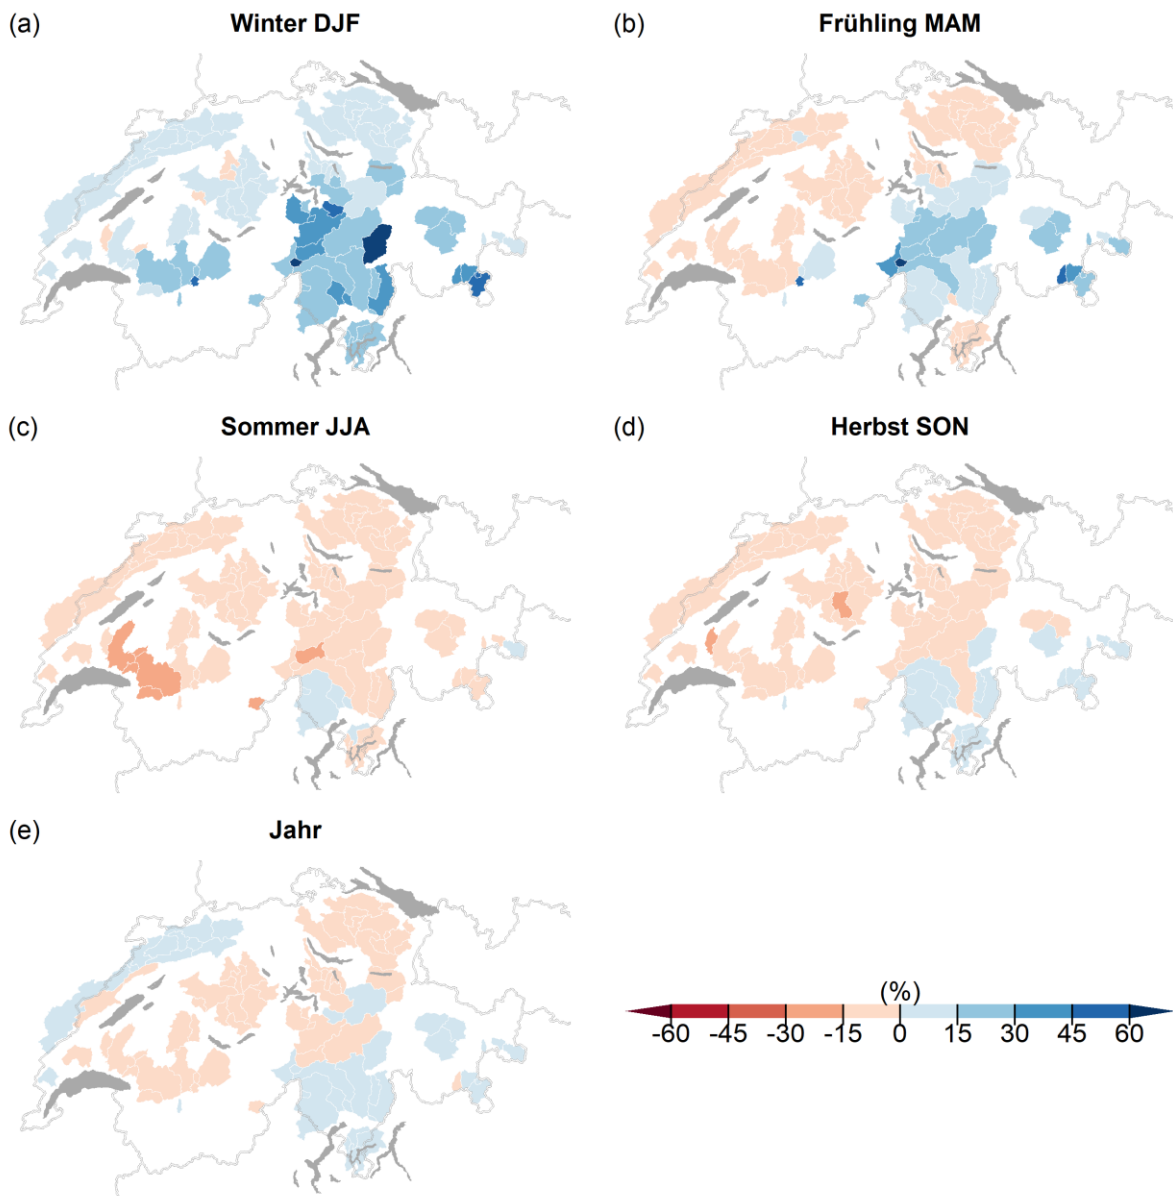 (a) Winter DJF
(b) Frühling MAM
(c) Sommer JJA
(d) Herbst SON
(e) Jahr
(%)
-60 -45 -30 -15 0 15 30 45 60